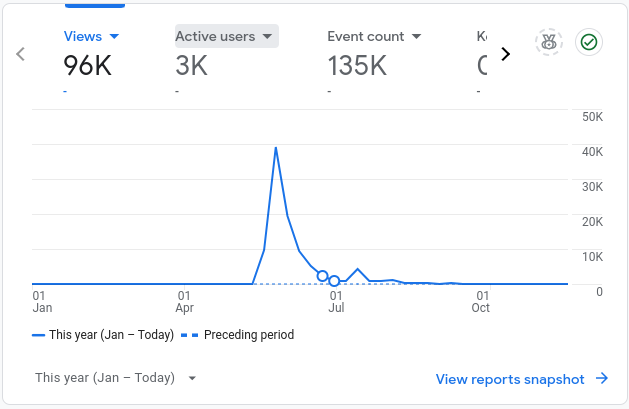 Views
Active users
Event count
96K
3K
135K
-
-
-
-
50K
40K
30K
20K
10K
0
01 Jan
01 Apr
01 Jul
01 Oct
This year (Jan – Today)
Preceding period
This year (Jan – Today)
View reports snapshot